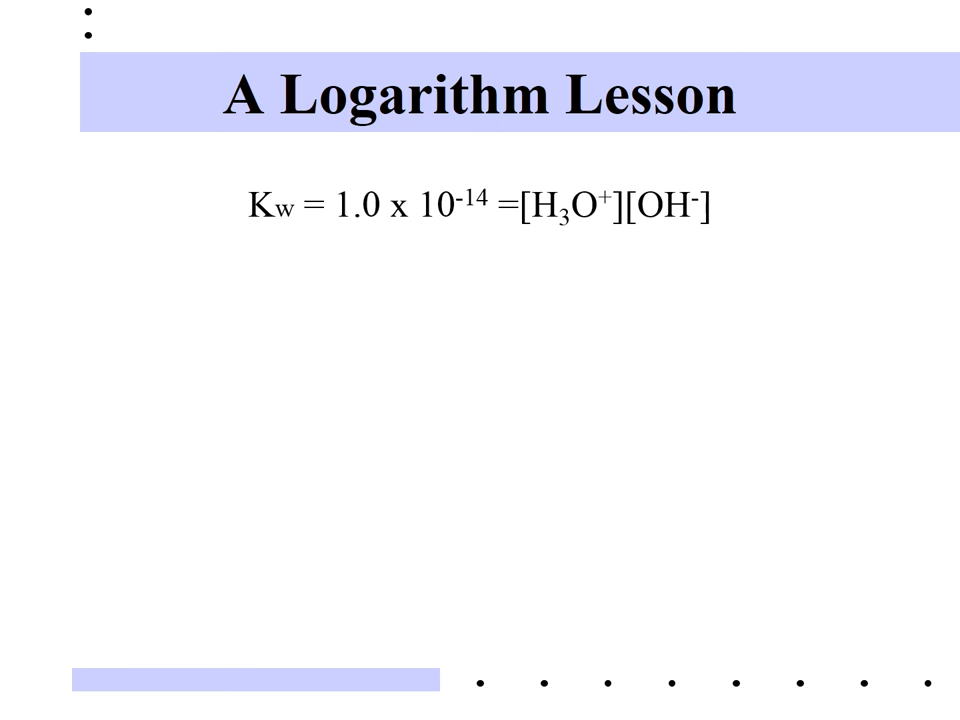 A Logarithm Lesson
Kw = 1.0 x 10⁻¹⁴ =[H₃O⁺][OH⁻]